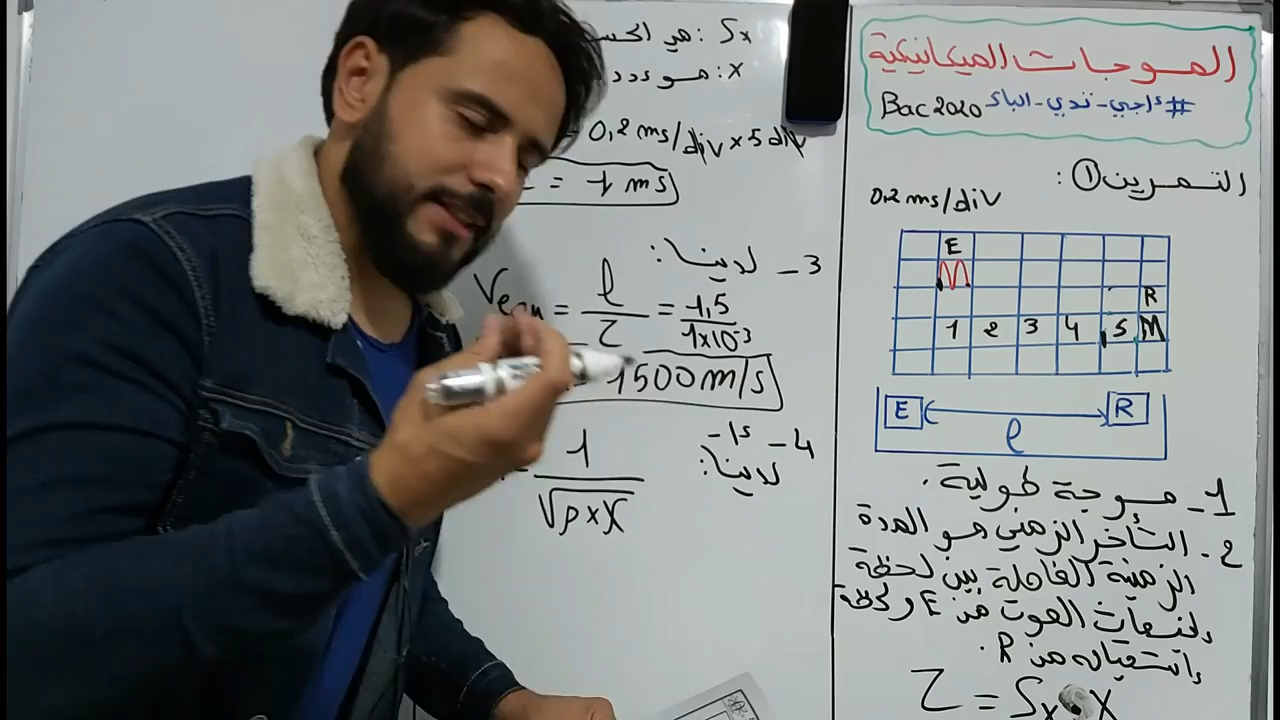 الموجات الميكانيكية
#أجي-تدي-الباك Bac 2020
التمرين ①:
0,2 ms/div
E
R
1 2 3 4 5
E R
l
1- موجة طولية.
2- التأخر الزمني هو المدة
الزمنية الفاصلة بين لحظة
انبعاث الصوت من E ولحظة
استقباله من R.
τ = Sx · X
Sx : هي الحس
X : هو عدد
0,2 ms/div × 5 div
= 1 ms
3- لدينا:
V = l/τ = 1,5/1×10⁻³
1500 m/s
4- 1-
لدينا:
1/√ρ×χ